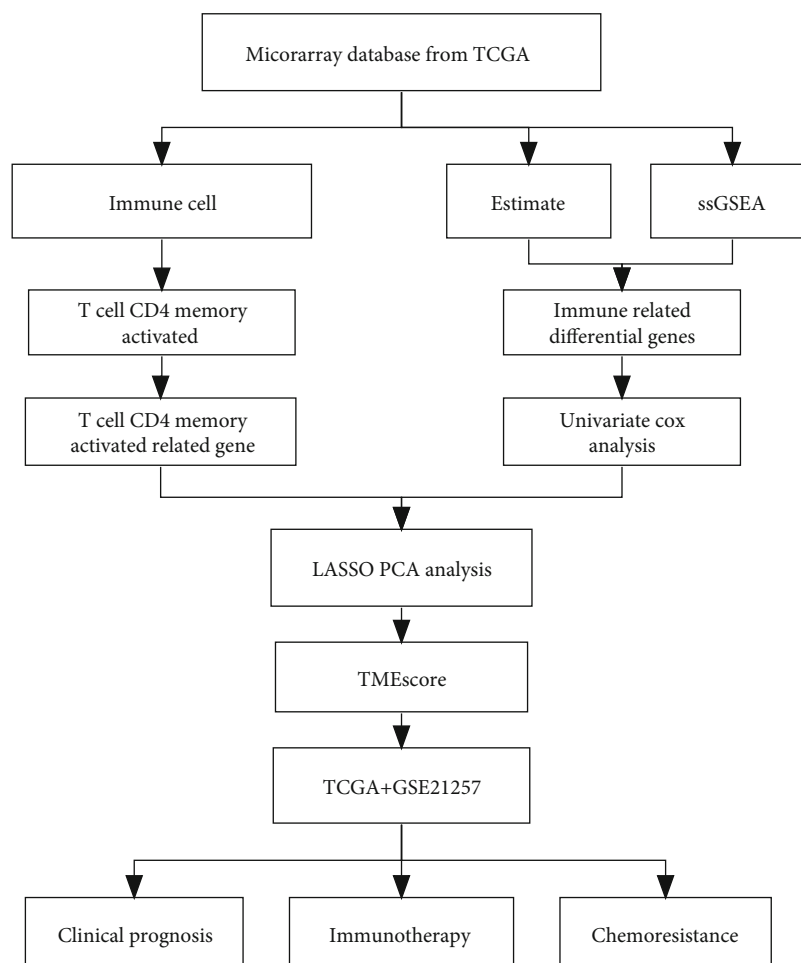 Micorarray database from TCGA
Immune cell
Estimate
ssGSEA
T cell CD4 memory
activated
Immune related
differential genes
T cell CD4 memory
activated related gene
Univariate cox
analysis
LASSO PCA analysis
TMEscore
TCGA+GSE21257
Clinical prognosis
Immunotherapy
Chemoresistance